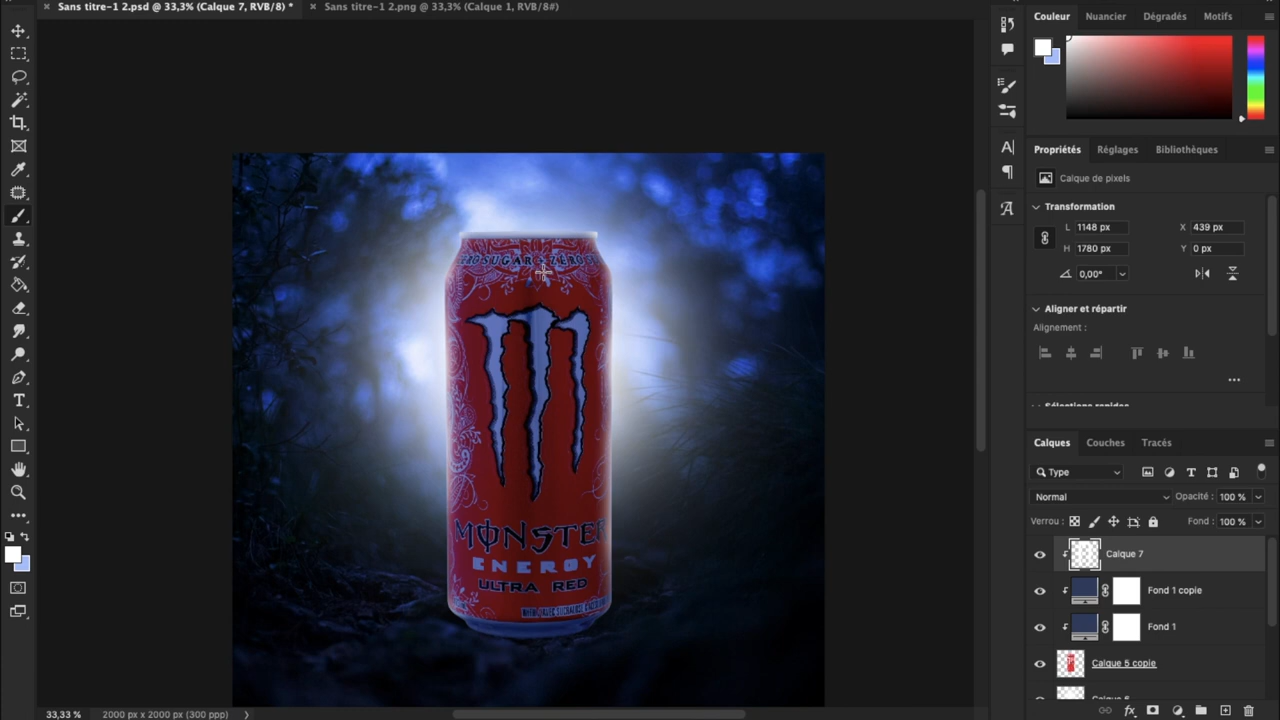 Sans titre-1 2.psd @ 33,3% (Calque 7, RVB/8) *
Sans titre-1 2.png @ 33,3% (Calque 1, RVB/8#)
Couleur Nuancier Dégradés Motifs
Propriétés Réglages Bibliothèques
Calque de pixels
Transformation
L 1148 px X 439 px
H 1780 px Y 0 px
0,00°
Aligner et répartir
Alignement :
Calques Couches Tracés
Type
Normal Opacité : 100 %
Verrou : Fond : 100 %
Calque 7
Fond 1 copie
Fond 1
Calque 5 copie
ZERO SUGAR
MONSTER
ENERGY
ULTRA RED
33,33 % 2000 px x 2000 px (300 ppp)